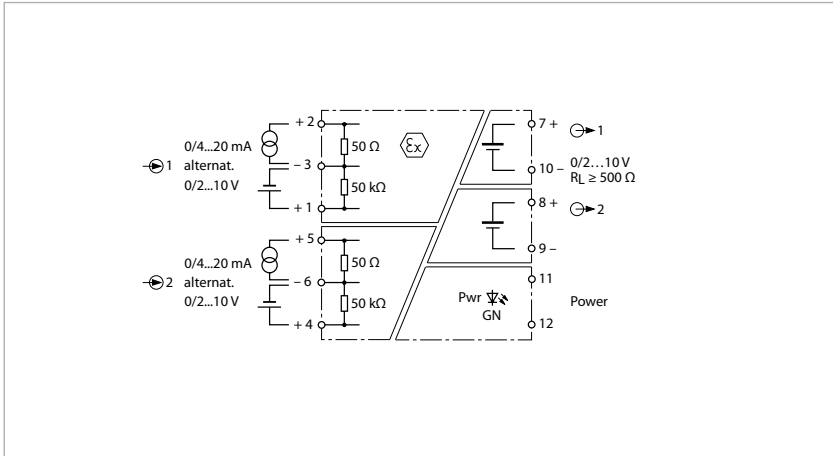 + 2
0/4...20 mA
50 Ω
Ex
1
alternat.
– 3
0/2...10 V
50 kΩ
+ 1
+ 5
0/4...20 mA
50 Ω
2
alternat.
– 6
0/2...10 V
50 kΩ
+ 4
7 +
1
10 –
0/2…10 V
RL ≥ 500 Ω
8 +
2
9 –
11
Pwr
GN
Power
12